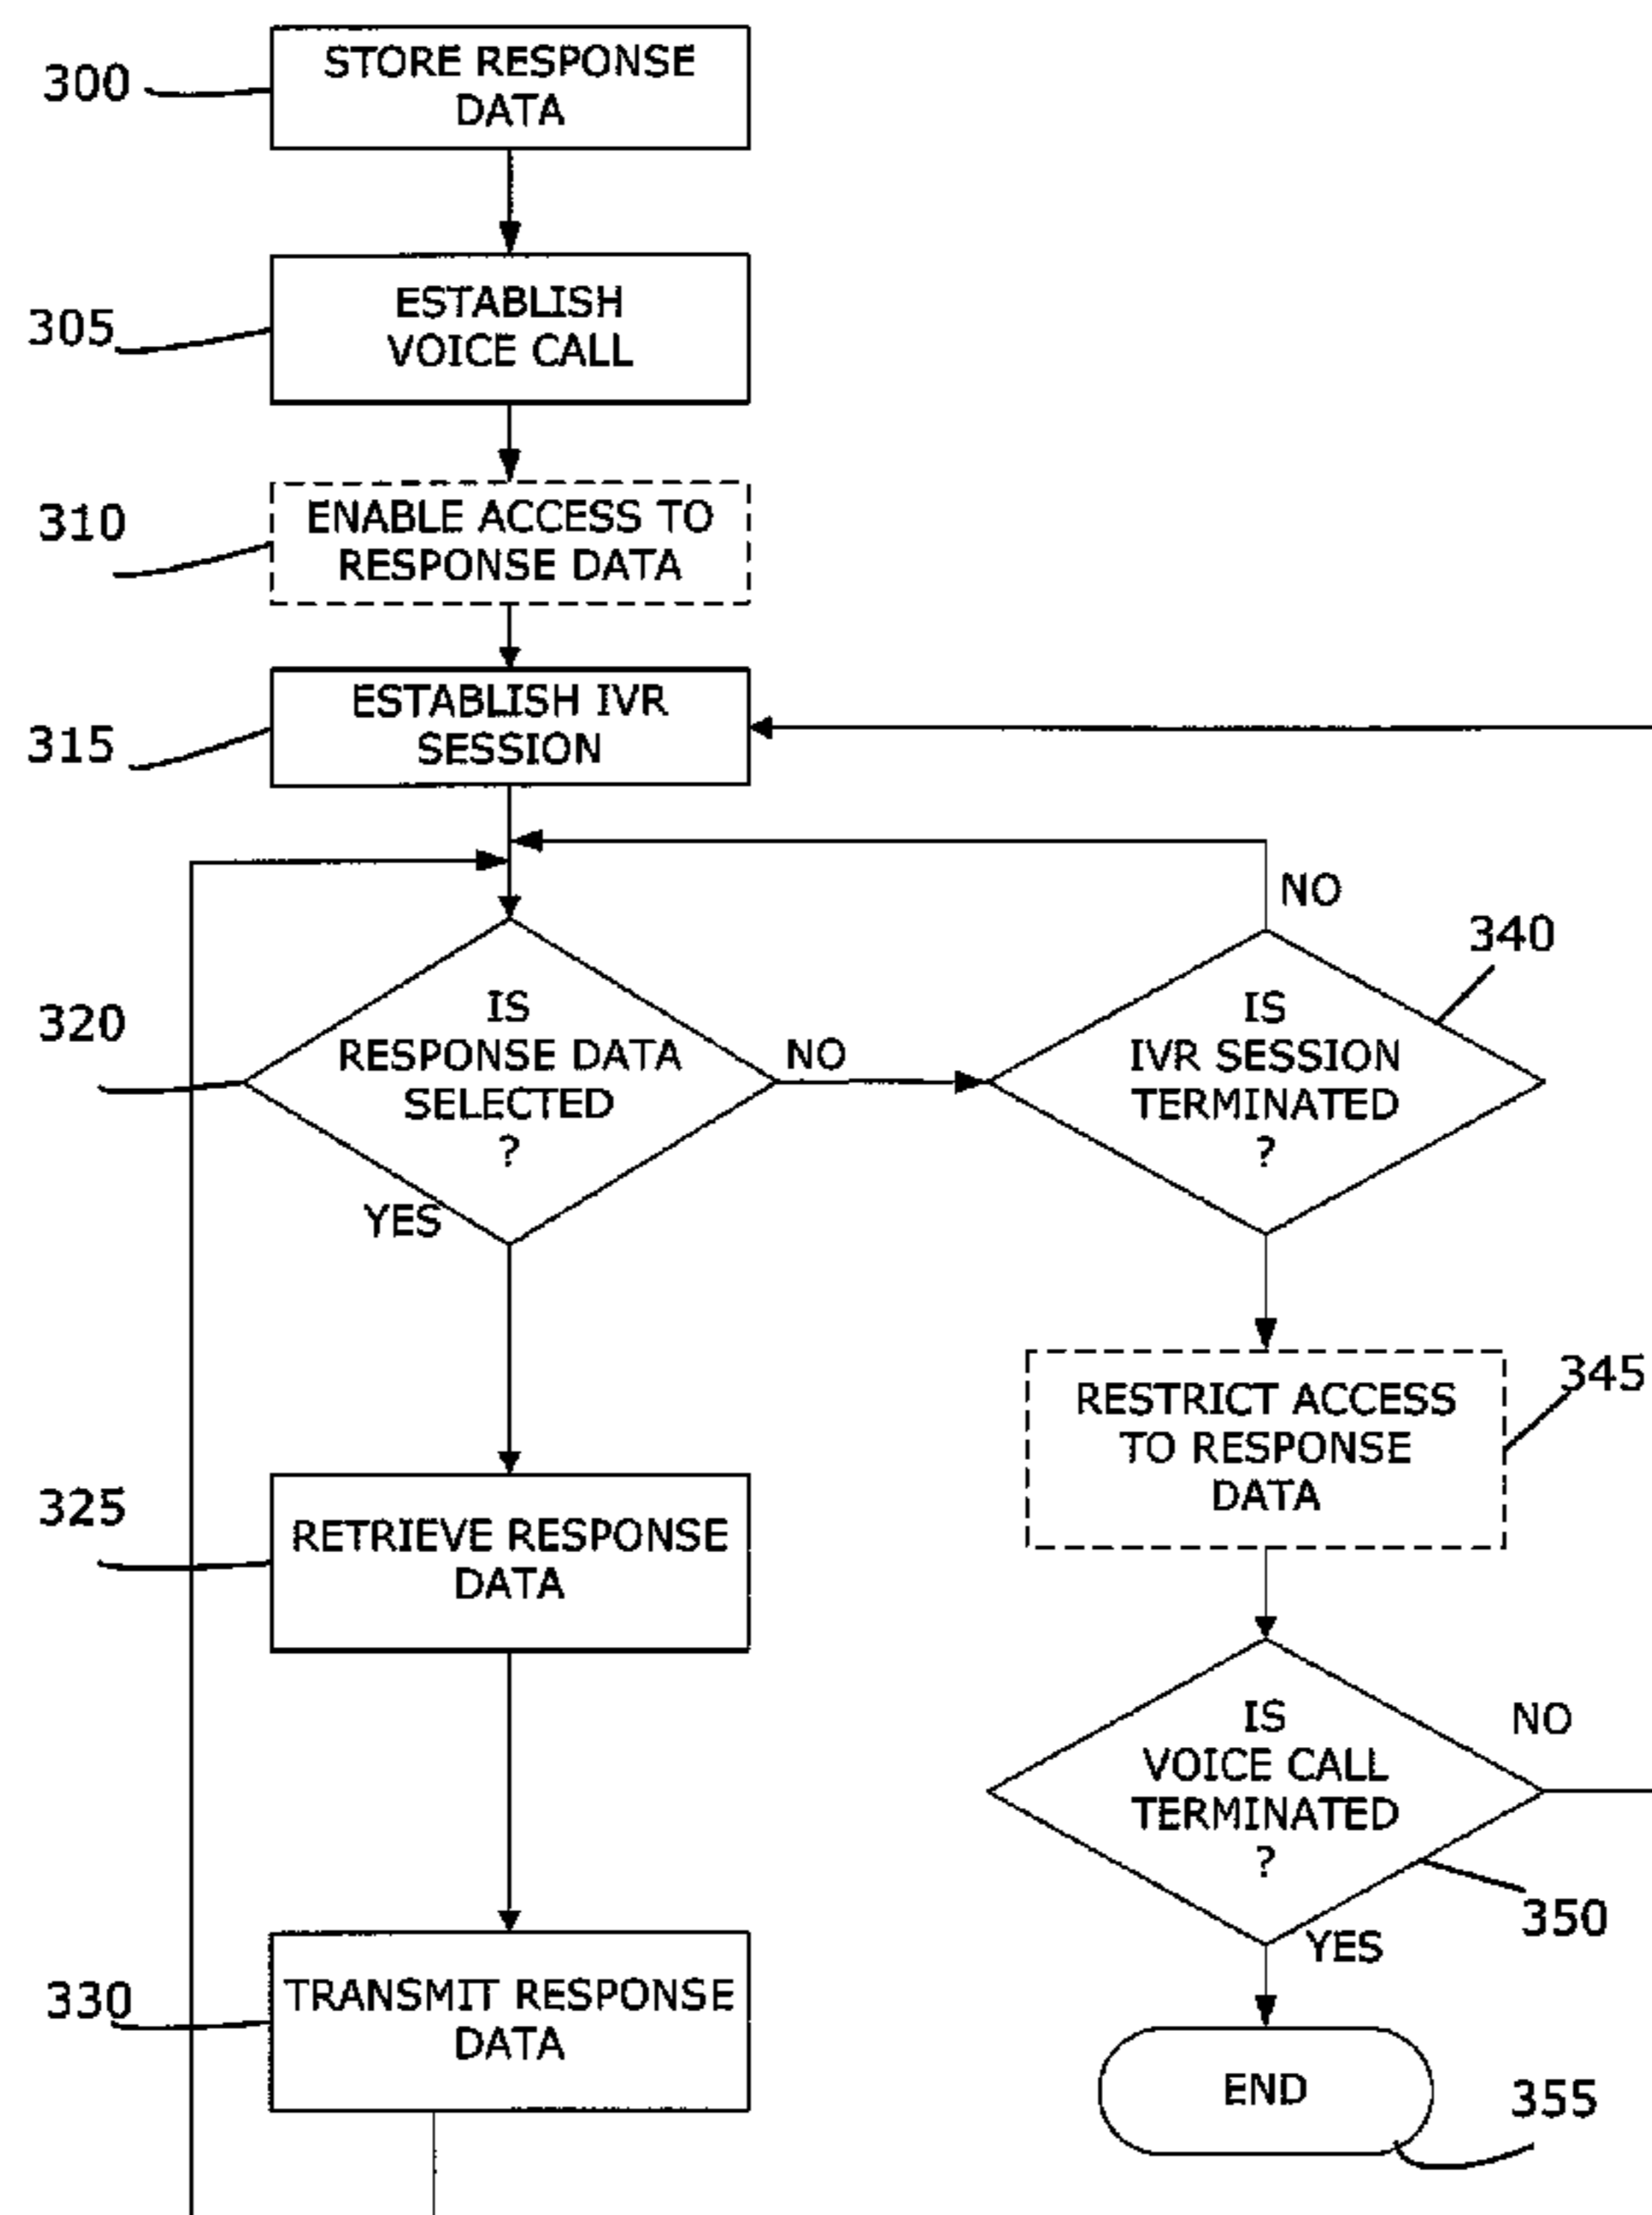 300
STORE RESPONSE
DATA
305
ESTABLISH
VOICE CALL
310
ENABLE ACCESS TO
RESPONSE DATA
315
ESTABLISH IVR
SESSION
320
IS
RESPONSE DATA
SELECTED
?
NO
YES
340
NO
IS
IVR SESSION
TERMINATED
?
325
RETRIEVE RESPONSE
DATA
345
RESTRICT ACCESS
TO RESPONSE
DATA
350
IS
VOICE CALL
TERMINATED
?
NO
YES
330
TRANSMIT RESPONSE
DATA
END
355